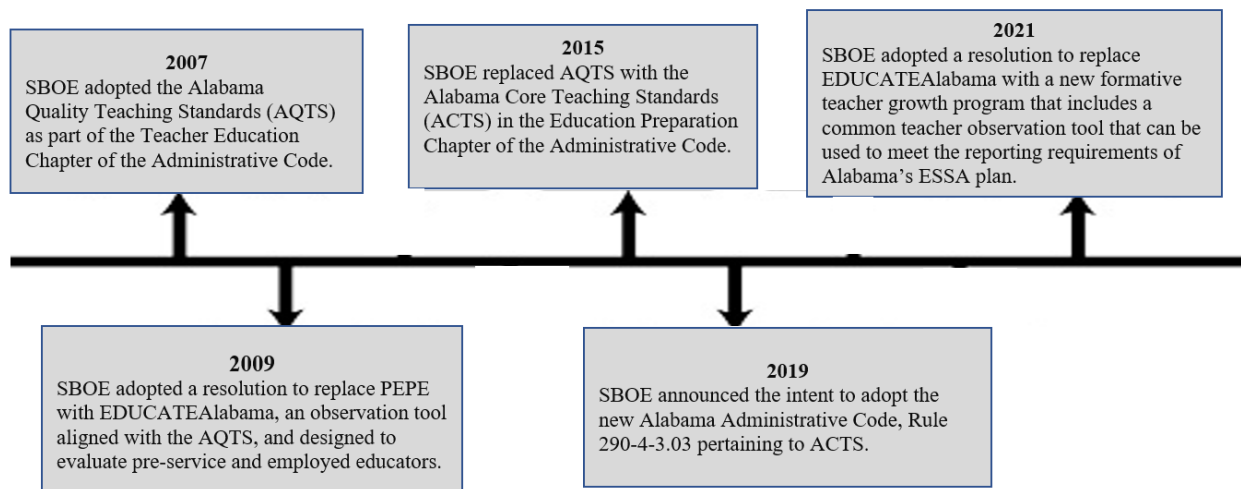 2007
SBOE adopted the Alabama
Quality Teaching Standards (AQTS)
as part of the Teacher Education
Chapter of the Administrative Code.
2009
SBOE adopted a resolution to replace PEPE
with EDUCATEAlabama, an observation tool
aligned with the AQTS, and designed to
evaluate pre-service and employed educators.
2015
SBOE replaced AQTS with the
Alabama Core Teaching Standards
(ACTS) in the Education Preparation
Chapter of the Administrative Code.
2019
SBOE announced the intent to adopt the
new Alabama Administrative Code, Rule
290-4-3.03 pertaining to ACTS.
2021
SBOE adopted a resolution to replace
EDUCATEAlabama with a new formative
teacher growth program that includes a
common teacher observation tool that can be
used to meet the reporting requirements of
Alabama’s ESSA plan.